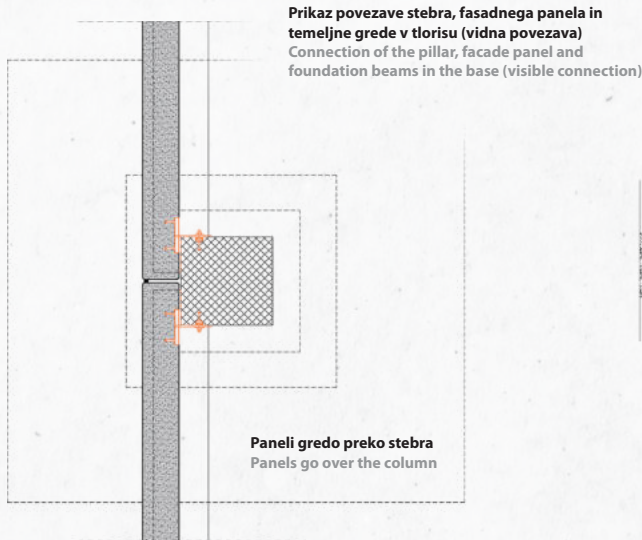 Prikaz povezave stebra, fasadnega panela in
temeljne grede v tlorisu (vidna povezava)
Connection of the pillar, facade panel and
foundation beams in the base (visible connection)
Paneli gredo preko stebra
Panels go over the column